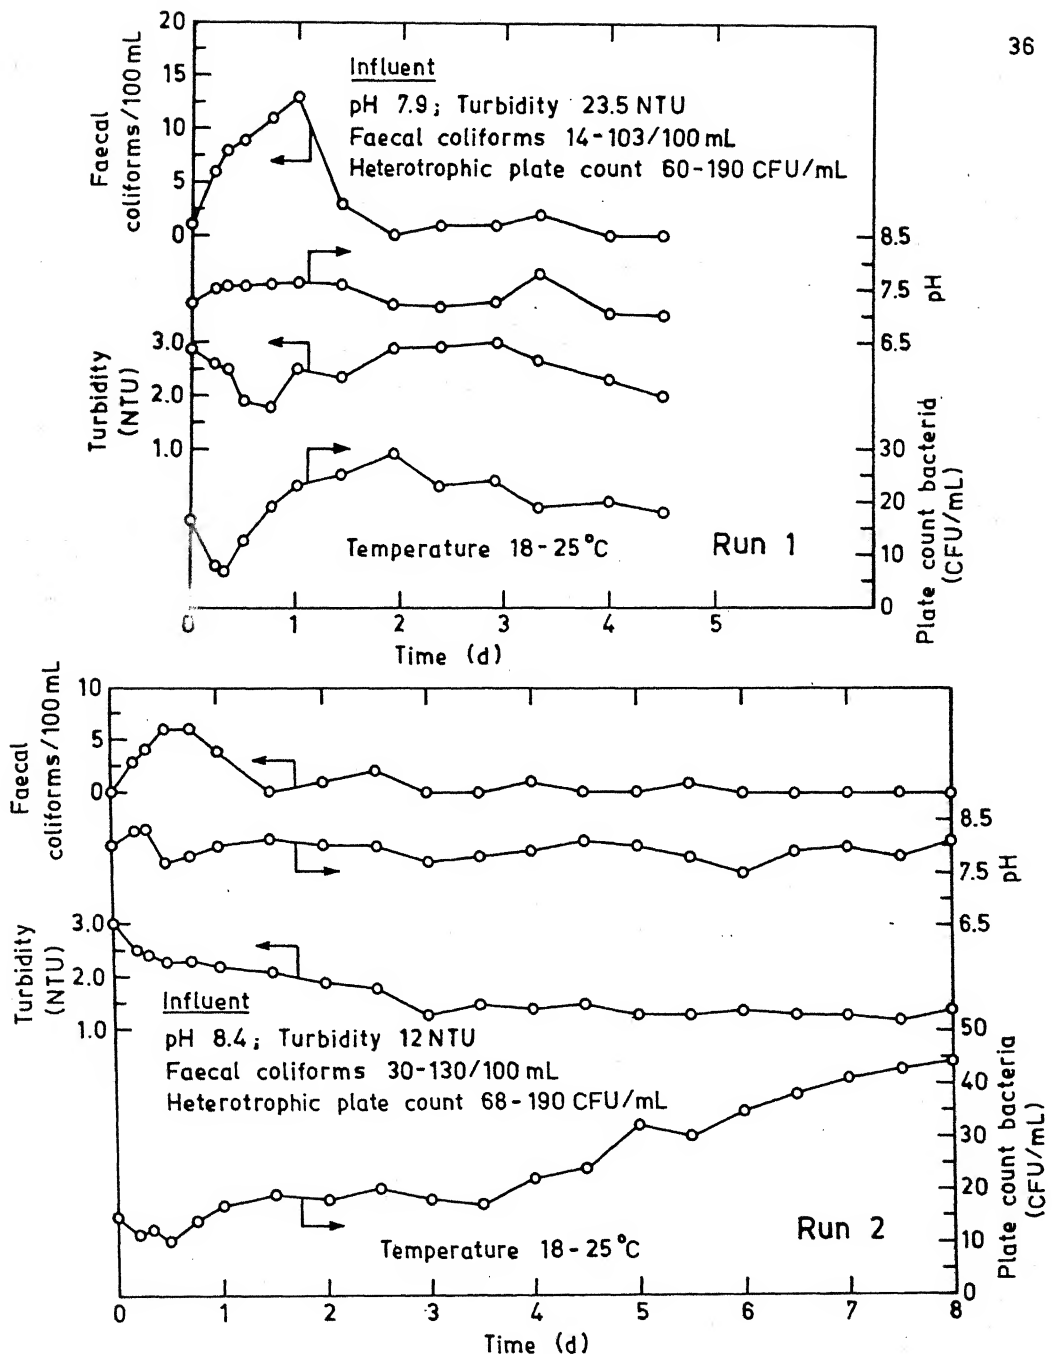 36
Faecal
coliforms/100 mL
20
15
10
5
0
Influent
pH 7.9; Turbidity 23.5 NTU
Faecal coliforms 14-103/100 mL
Heterotrophic plate count 60-190 CFU/mL
8.5
7.5
6.5
pH
Turbidity
(NTU)
3.0
2.0
1.0
Plate count bacteria
(CFU/mL)
30
20
10
0
Temperature 18-25°C
Run 1
0 1 2 3 4 5
Time (d)
Faecal
coliforms/100 mL
10
5
0
8.5
7.5
6.5
pH
Turbidity
(NTU)
3.0
2.0
1.0
Influent
pH 8.4; Turbidity 12 NTU
Faecal coliforms 30-130/100 mL
Heterotrophic plate count 68-190 CFU/mL
50
40
30
20
10
0
Plate count bacteria
(CFU/mL)
Temperature 18-25°C
Run 2
0 1 2 3 4 5 6 7 8
Time (d)